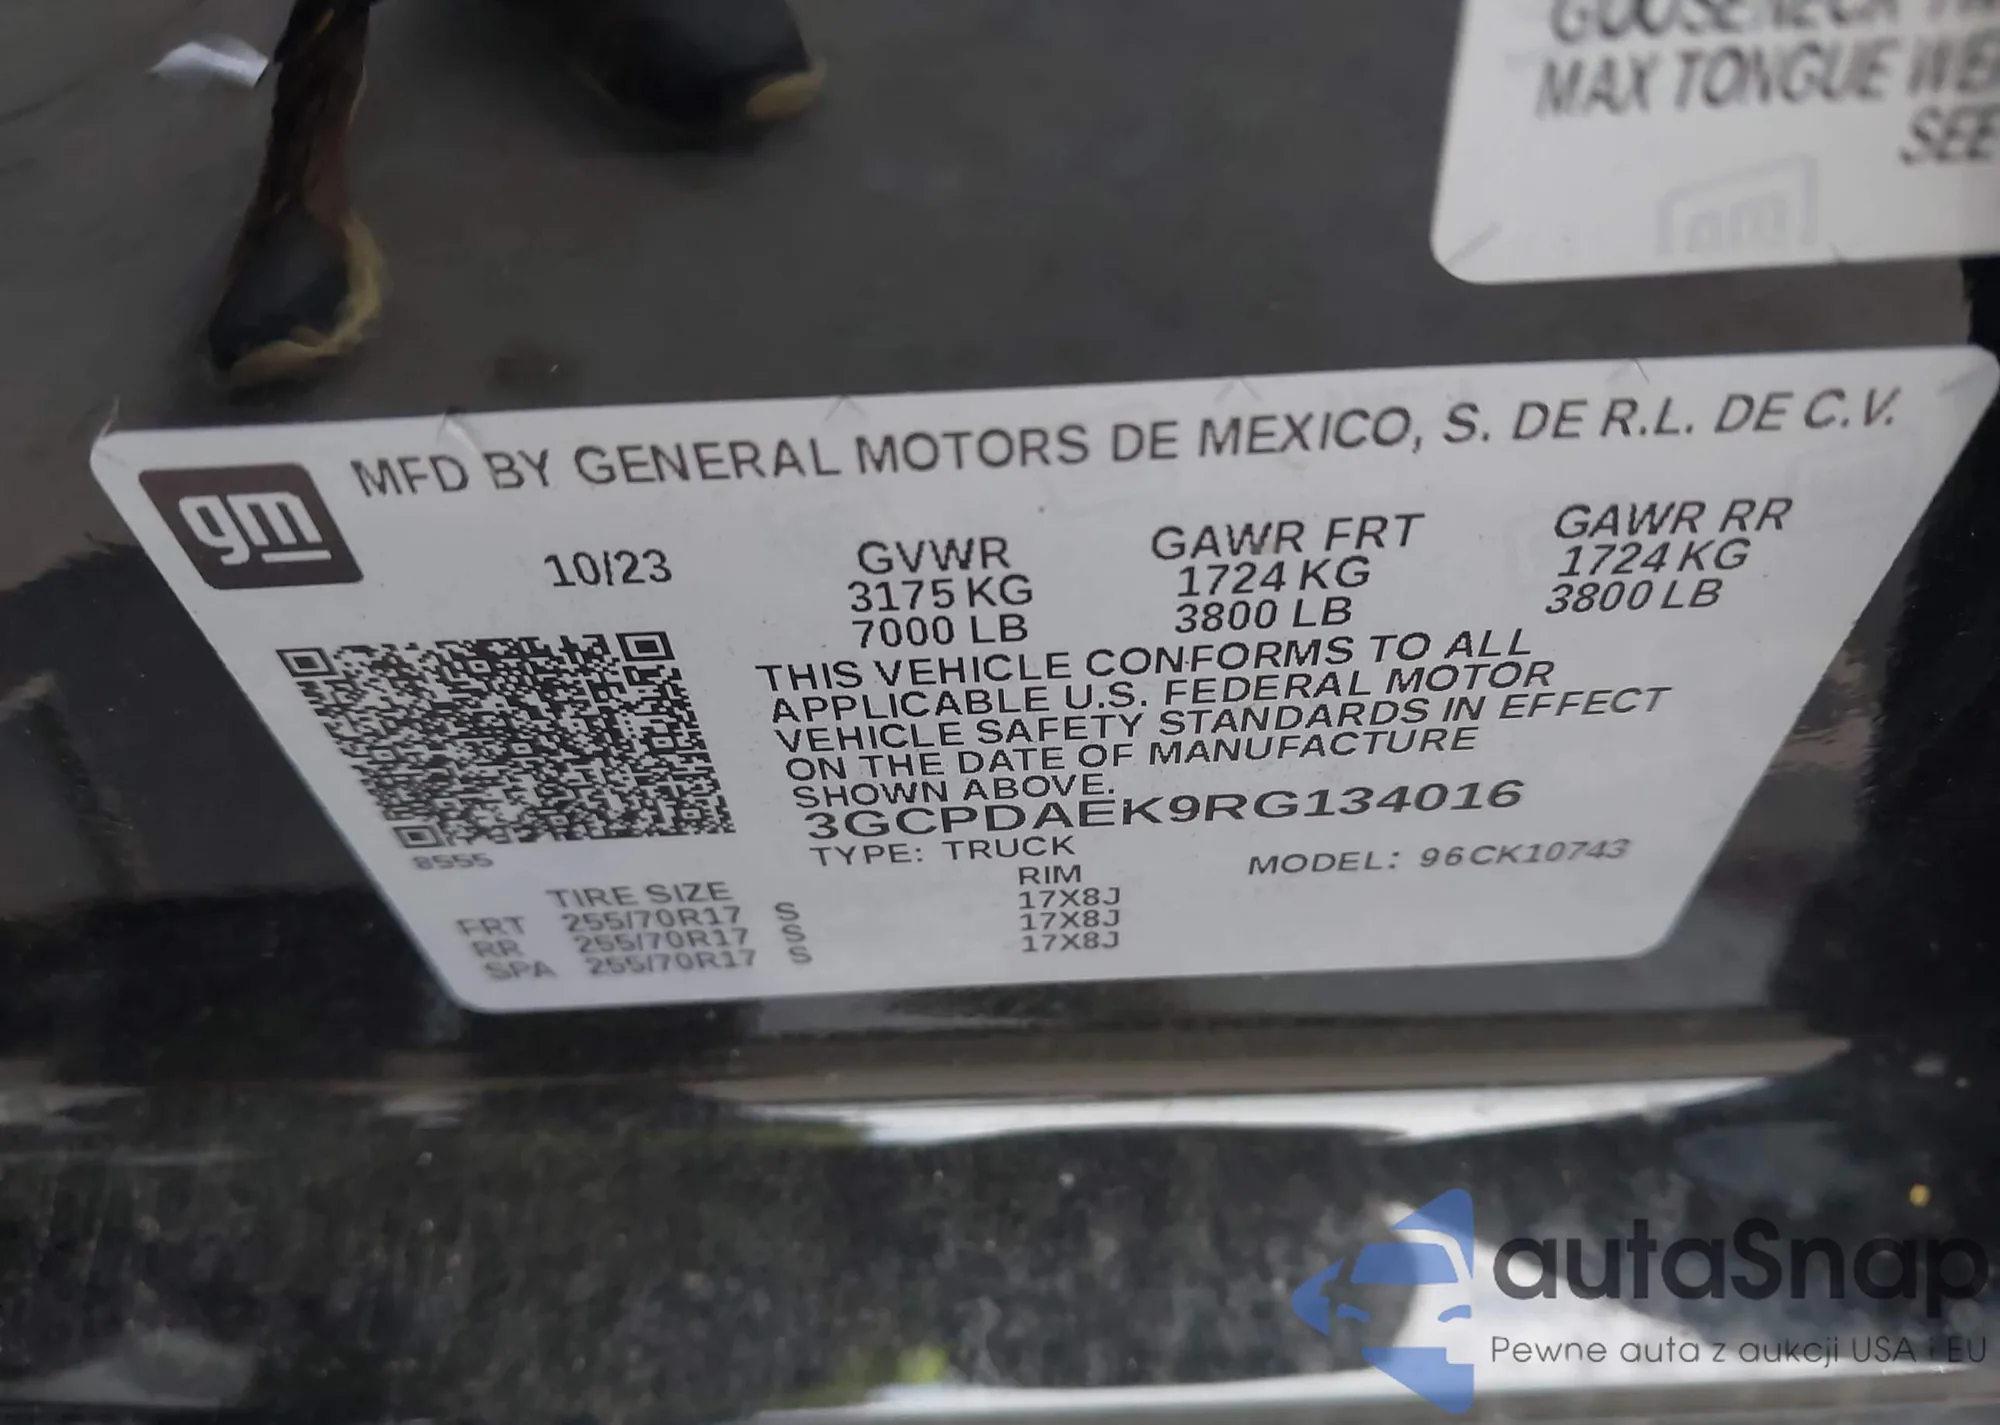 MAX TONGUE
SEE
gm
MFD BY GENERAL MOTORS DE MEXICO, S. DE R.L. DE C.V.
gm
10/23
GVWR GAWR FRT GAWR RR
3175 KG 1724 KG 1724 KG
7000 LB 3800 LB 3800 LB
THIS VEHICLE CONFORMS TO ALL
APPLICABLE U.S. FEDERAL MOTOR
VEHICLE SAFETY STANDARDS IN EFFECT
ON THE DATE OF MANUFACTURE
SHOWN ABOVE.
3GCPDAEK9RG134016
TYPE: TRUCK MODEL: 96CK10743
8555
TIRE SIZE RIM
FRT 255/70R17 S 17X8J
RR 255/70R17 S 17X8J
SPA 255/70R17 S 17X8J
autaSnap
Pewne auta z aukcji USA i EU